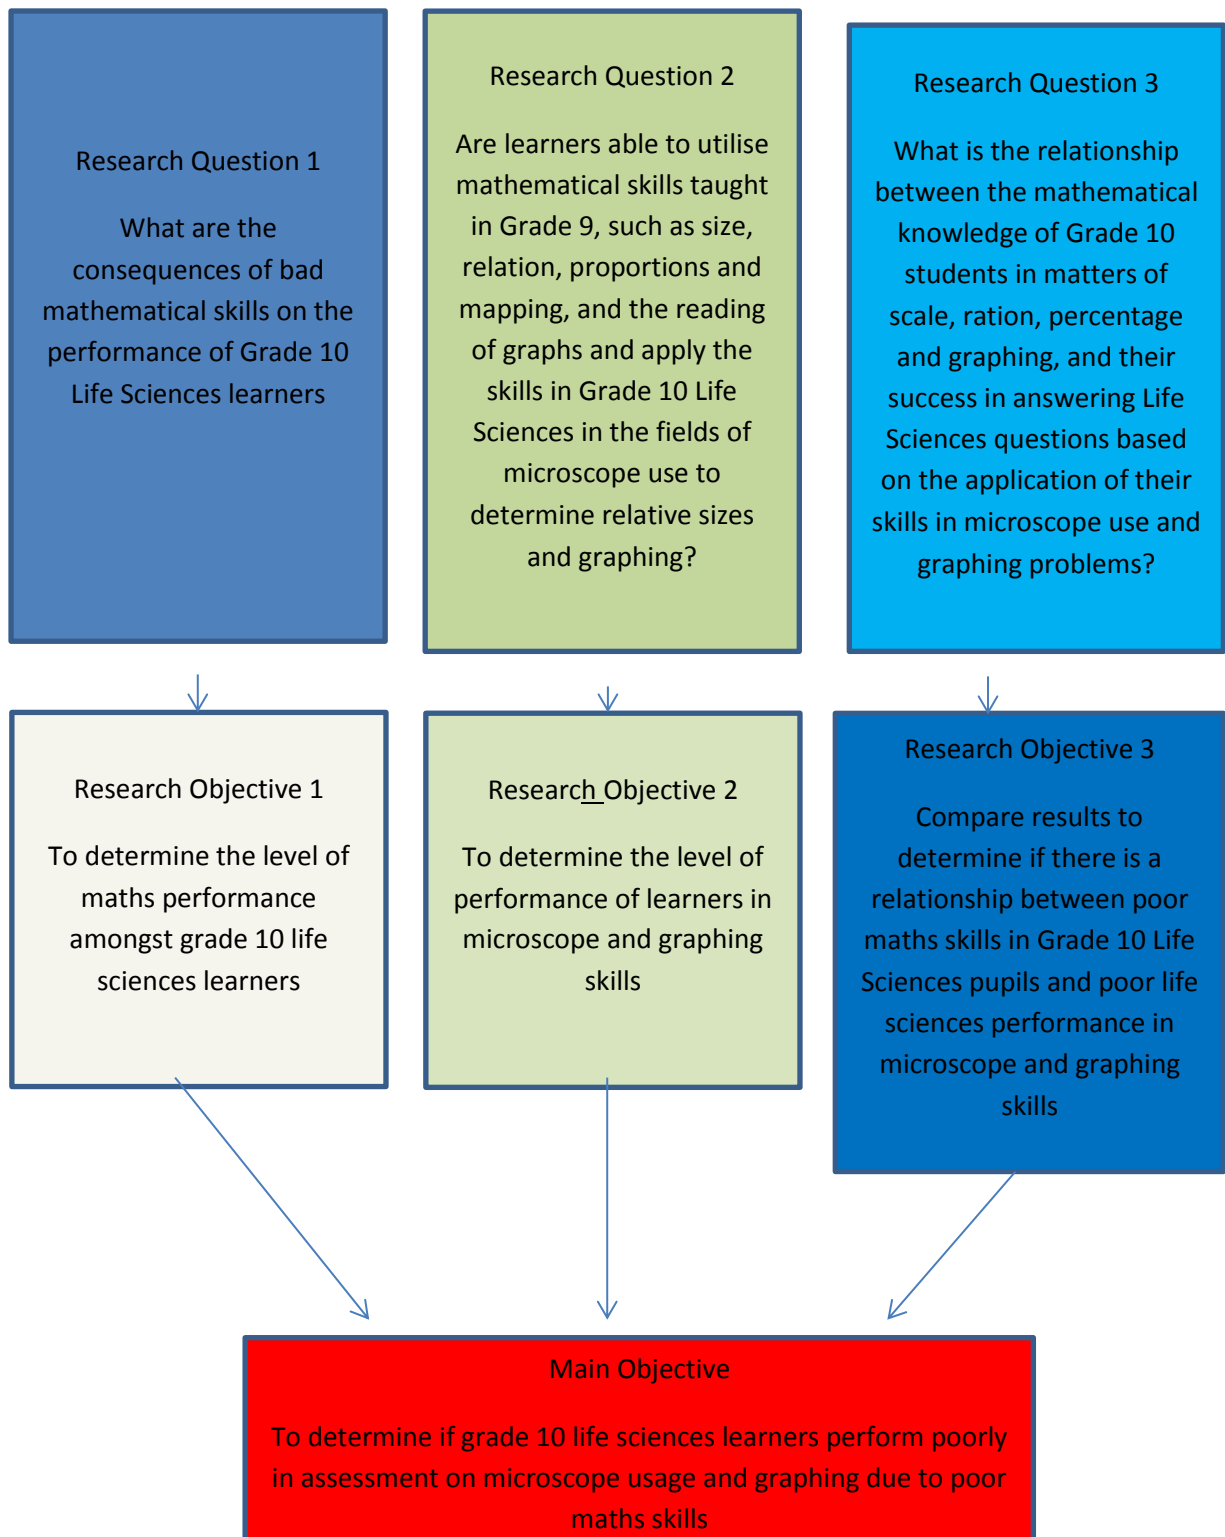 Research Question 1
What are the
consequences of bad
mathematical skills on the
performance of Grade 10
Life Sciences learners
Research Question 2
Are learners able to utilise
mathematical skills taught
in Grade 9, such as size,
relation, proportions and
mapping, and the reading
of graphs and apply the
skills in Grade 10 Life
Sciences in the fields of
microscope use to
determine relative sizes
and graphing?
Research Question 3
What is the relationship
between the mathematical
knowledge of Grade 10
students in matters of
scale, ration, percentage
and graphing, and their
success in answering Life
Sciences questions based
on the application of their
skills in microscope use and
graphing problems?
Research Objective 1
To determine the level of
maths performance
amongst grade 10 life
sciences learners
Research Objective 2
To determine the level of
performance of learners in
microscope and graphing
skills
Research Objective 3
Compare results to
determine if there is a
relationship between poor
maths skills in Grade 10 Life
Sciences pupils and poor life
sciences performance in
microscope and graphing
skills
Main Objective
To determine if grade 10 life sciences learners perform poorly
in assessment on microscope usage and graphing due to poor
maths skills